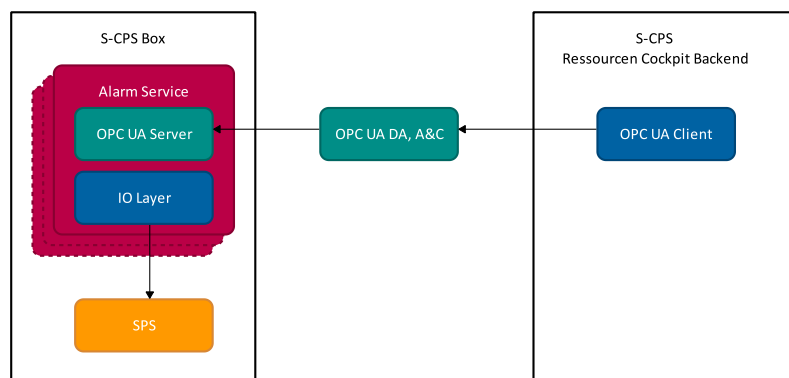 S-CPS Box
Alarm Service
OPC UA Server
IO Layer
SPS
OPC UA DA, A&C
S-CPS
Ressourcen Cockpit Backend
OPC UA Client